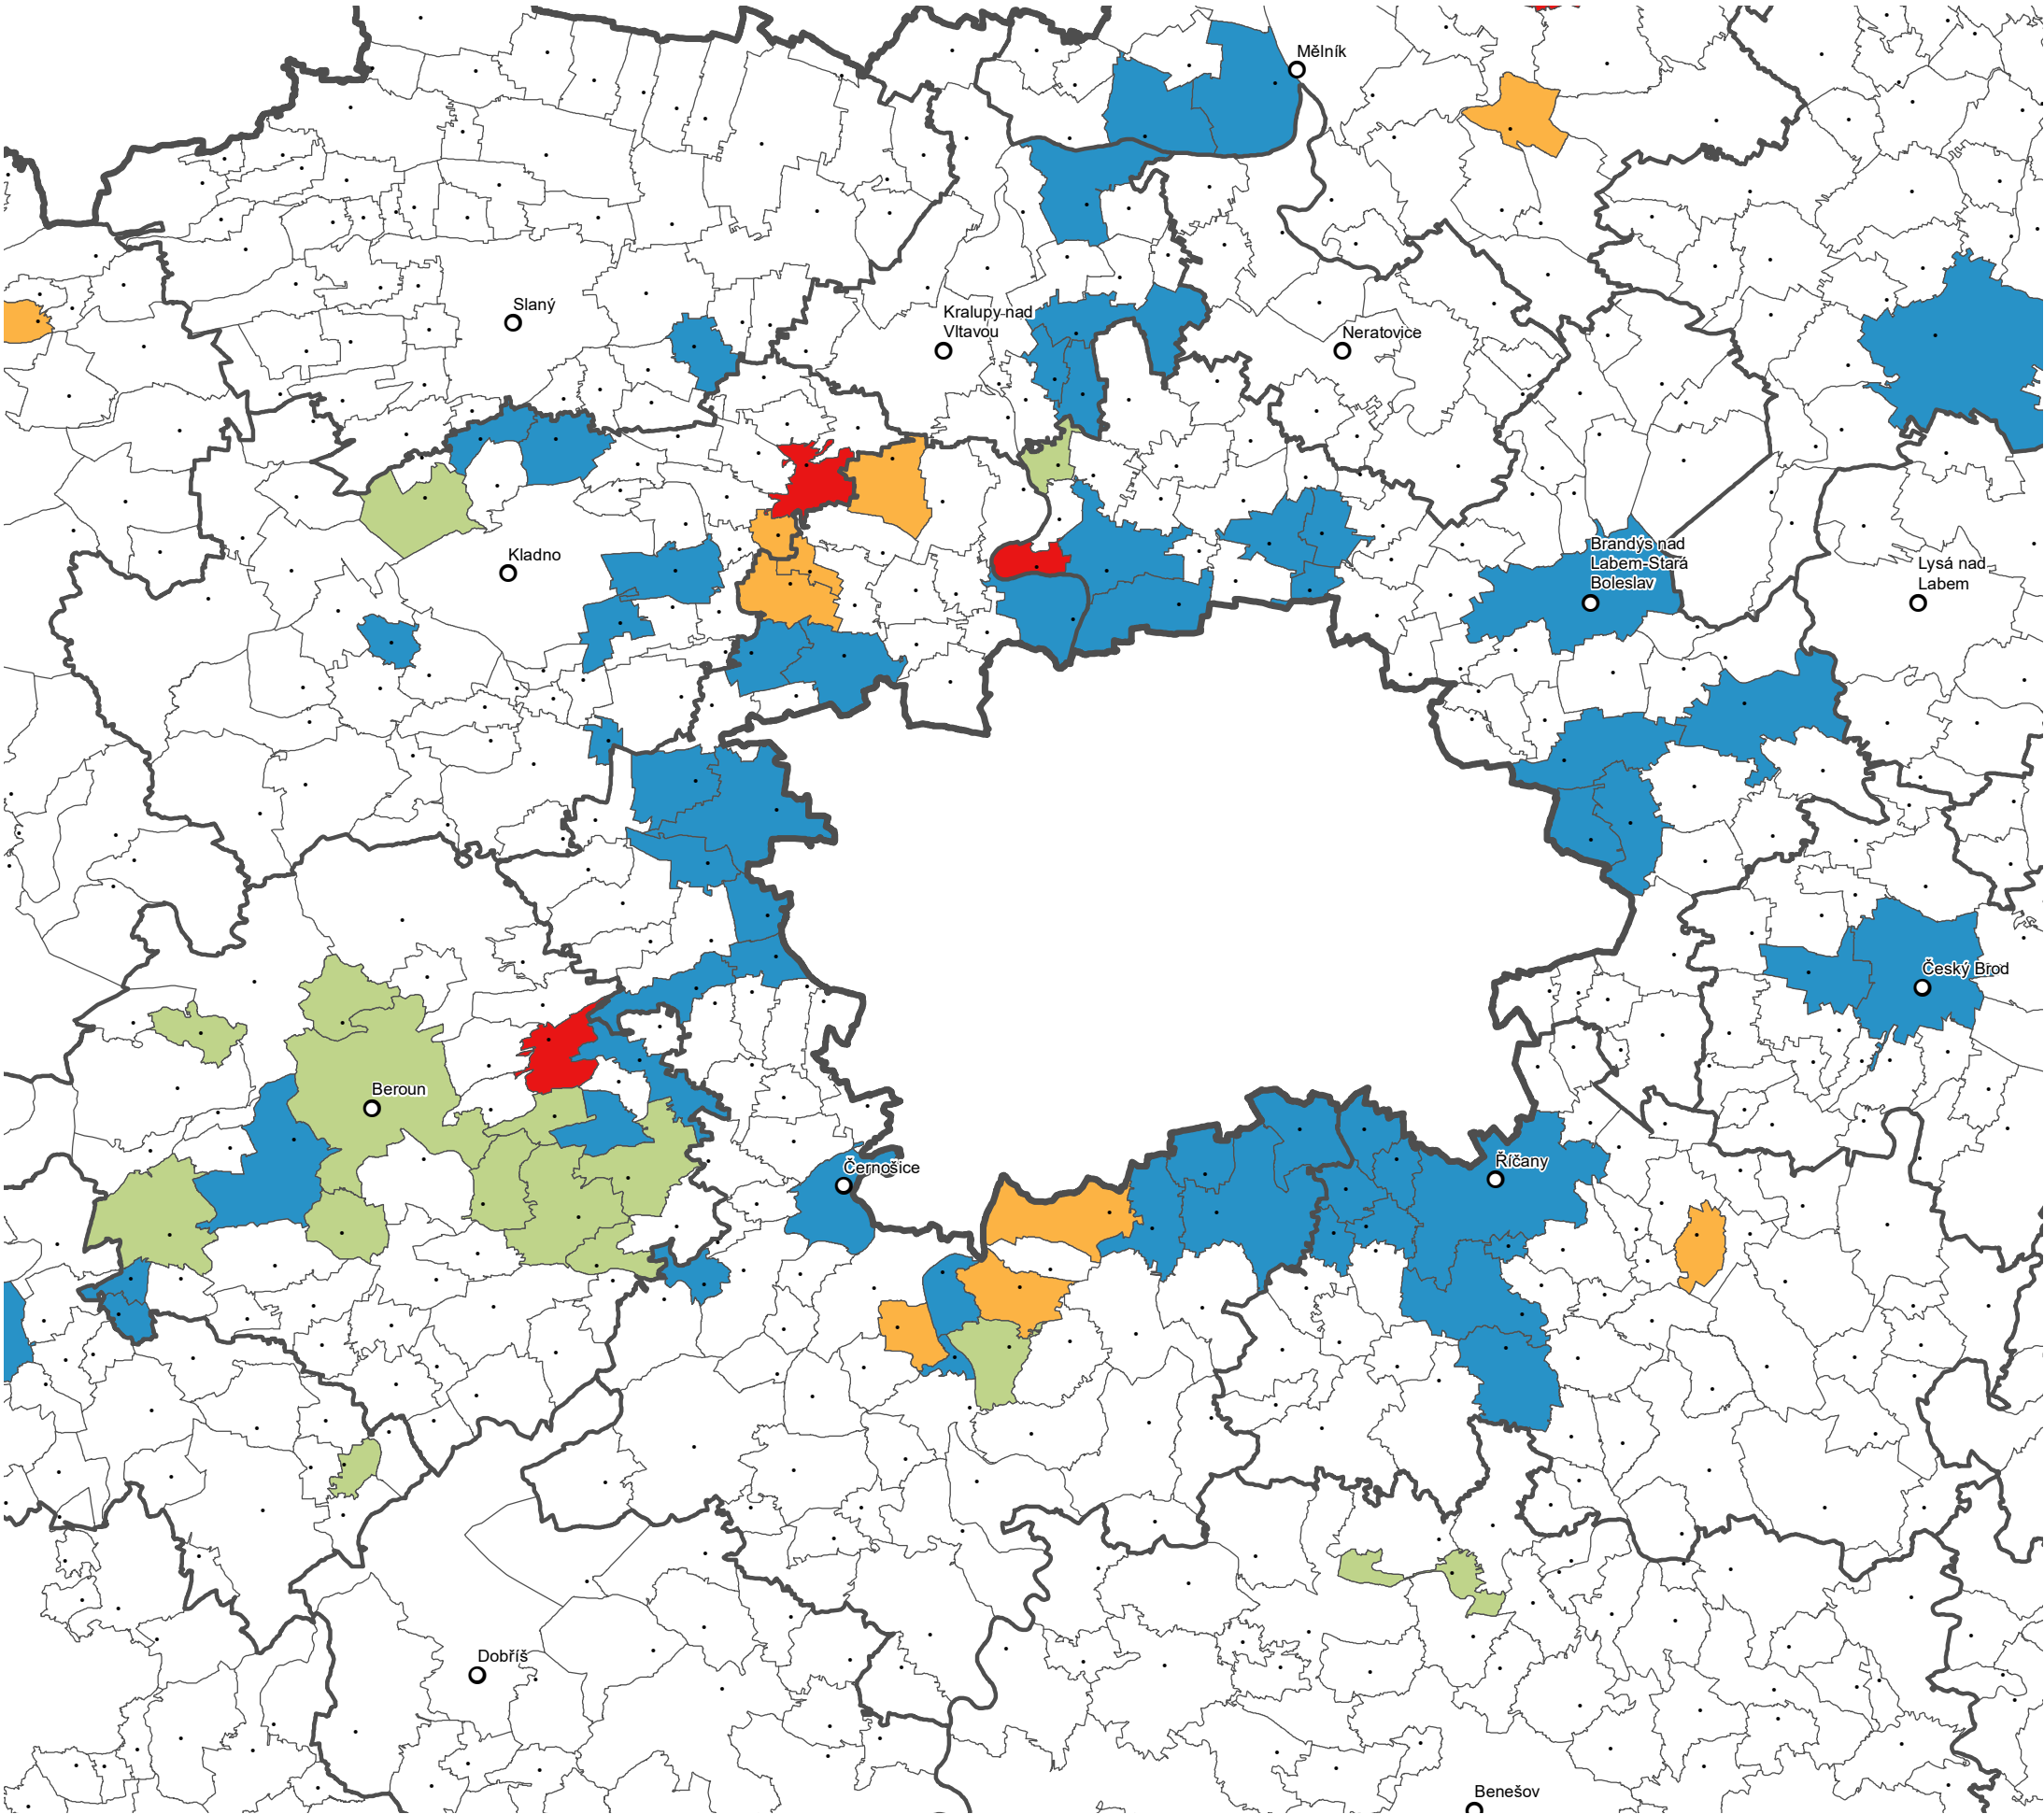 Mělník
Slaný
Kralupy nad
Vltavou
Neratovice
Kladno
Brandýs nad
Labem-Stará
Boleslav
Lysá nad
Labem
Český Brod
Beroun
Černošice
Říčany
Dobříš
Benešov